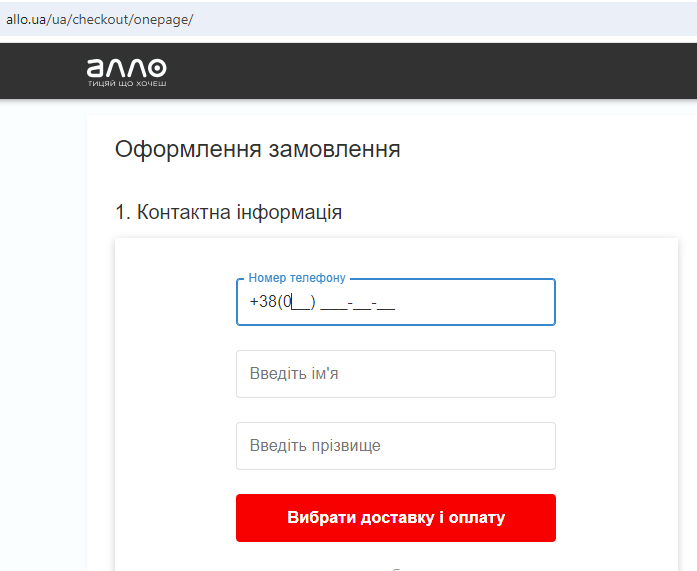 allo.ua/ua/checkout/onepage/
алло
ТИЦЯЙ ЩО ХОЧЕШ
Оформлення замовлення
1. Контактна інформація
Номер телефону
+38(0__) ___-__-__
Введіть ім'я
Введіть прізвище
Вибрати доставку і оплату